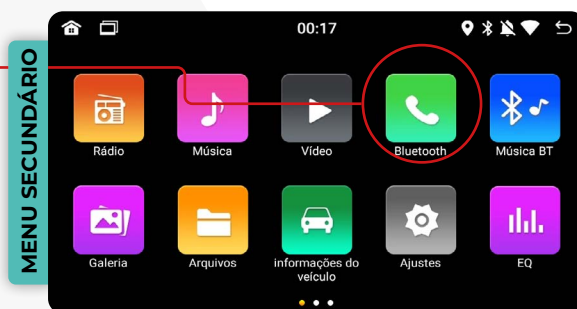 MENU SECUNDÁRIO
00:17
Rádio
Música
Vídeo
Bluetooth
Música BT
Galeria
Arquivos
informações do
veículo
Ajustes
EQ